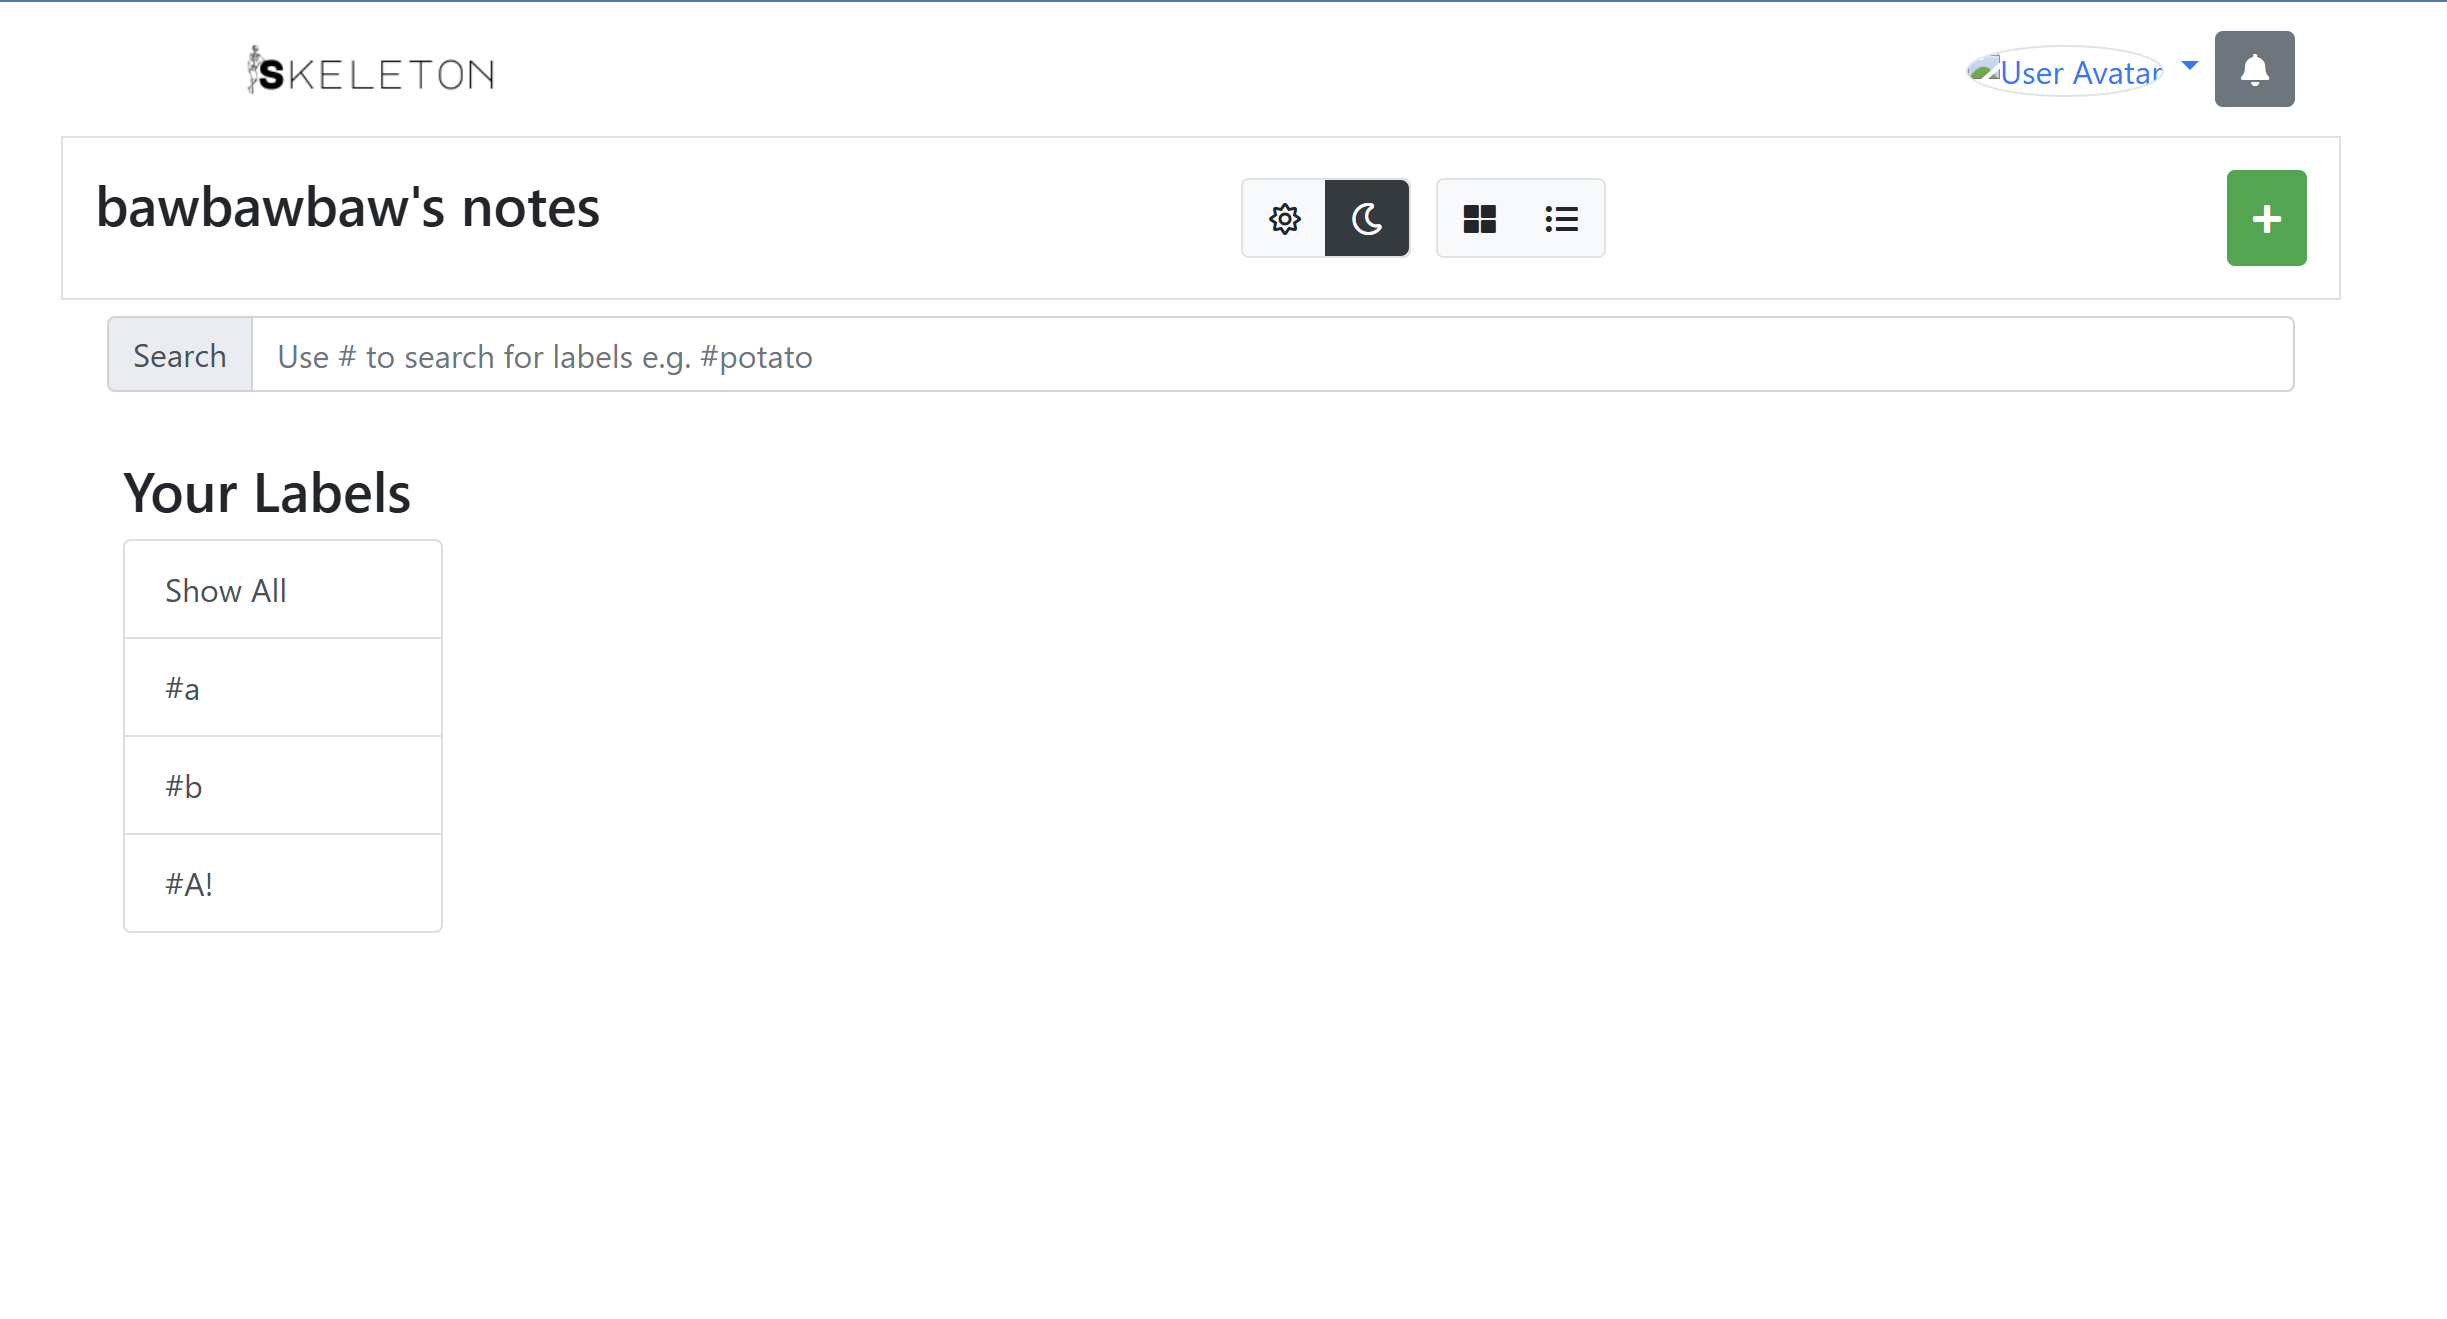 SKELETON
User Avatar
bawbawbaw's notes
Search
Use # to search for labels e.g. #potato
Your Labels
Show All
#a
#b
#A!